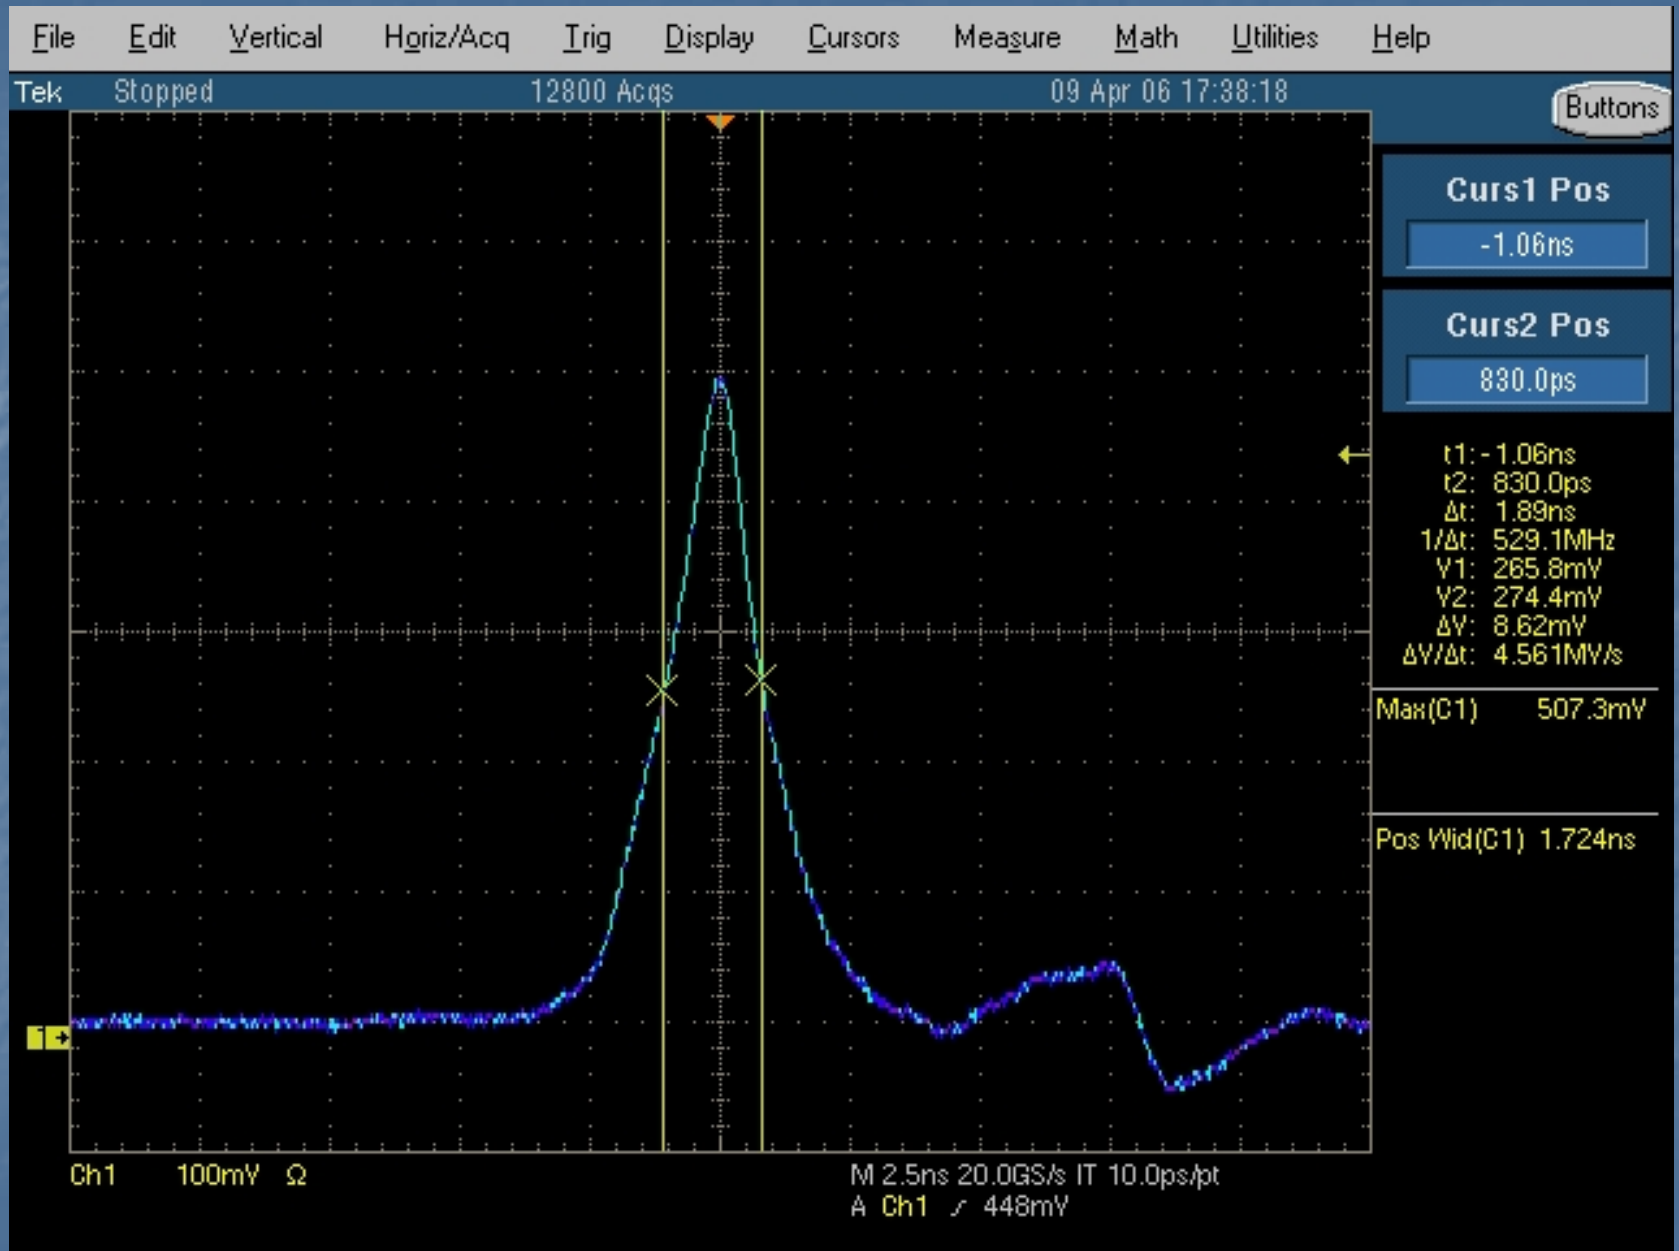 File Edit Vertical Horiz/Acq Trig Display Cursors Measure Math Utilities Help
Tek Stopped 12800 Acqs 09 Apr 06 17:38:18
Buttons
Curs1 Pos
-1.06ns
Curs2 Pos
830.0ps
t1: -1.06ns
t2: 830.0ps
Δt: 1.89ns
1/Δt: 529.1MHz
V1: 265.8mV
V2: 274.4mV
ΔV: 8.62mV
ΔV/Δt: 4.561MV/s
Max(C1) 507.3mV
Pos Wid(C1) 1.724ns
1
Ch1 100mV Ω
M 2.5ns 20.0GS/s IT 10.0ps/pt
A Ch1 448mV